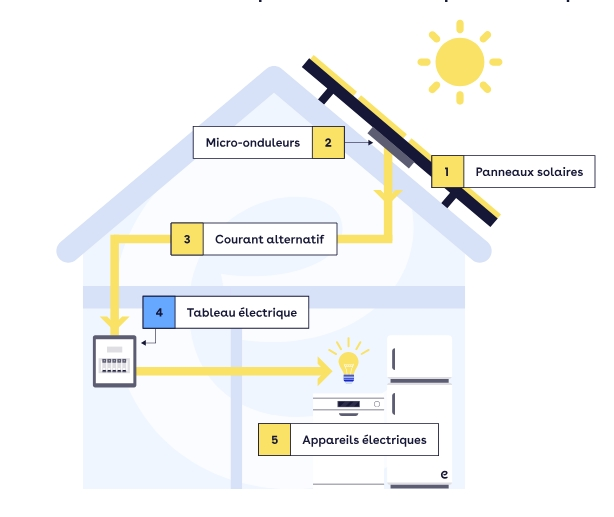 1 Panneaux solaires
Micro-onduleurs 2
3 Courant alternatif
4 Tableau électrique
5 Appareils électriques
e